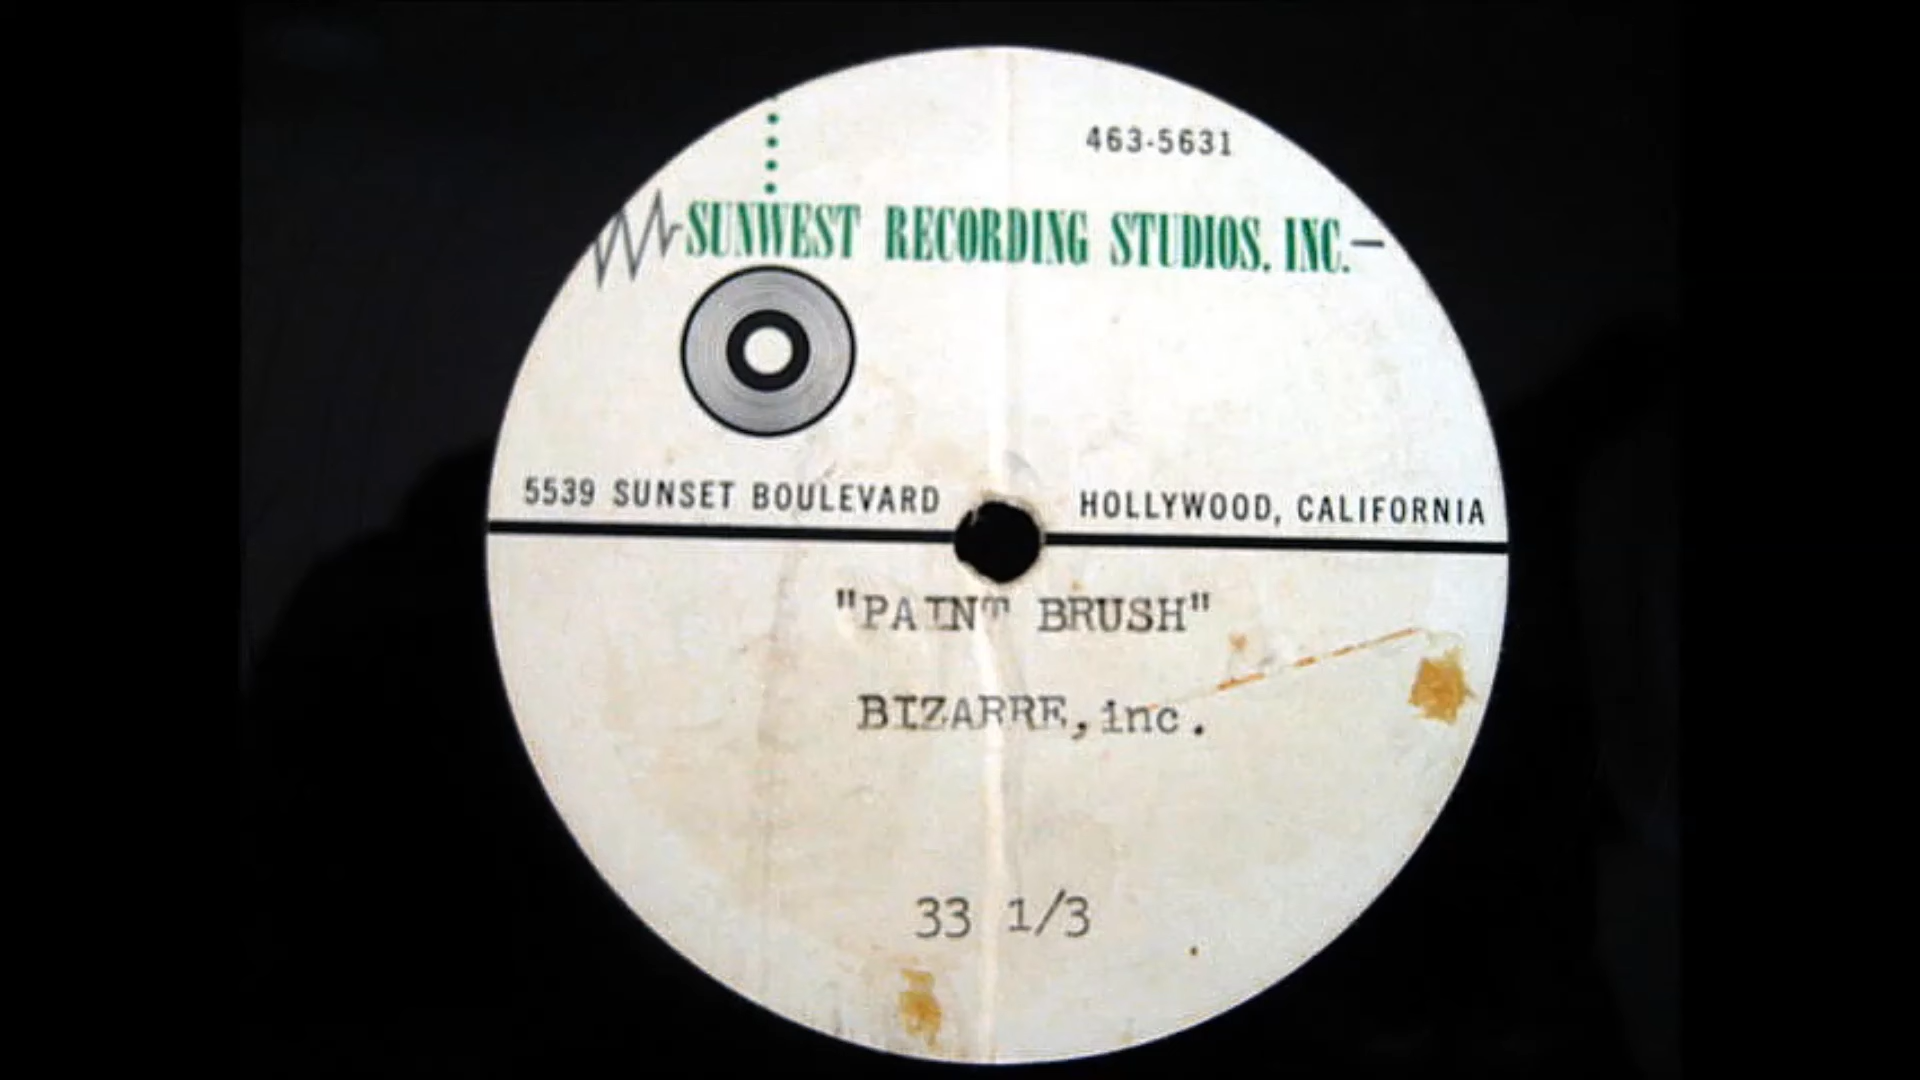 463-5631
SUNWEST RECORDING STUDIOS, INC.
5539 SUNSET BOULEVARD HOLLYWOOD, CALIFORNIA
"PAINT BRUSH"
BIZARRE, inc.
33 1/3